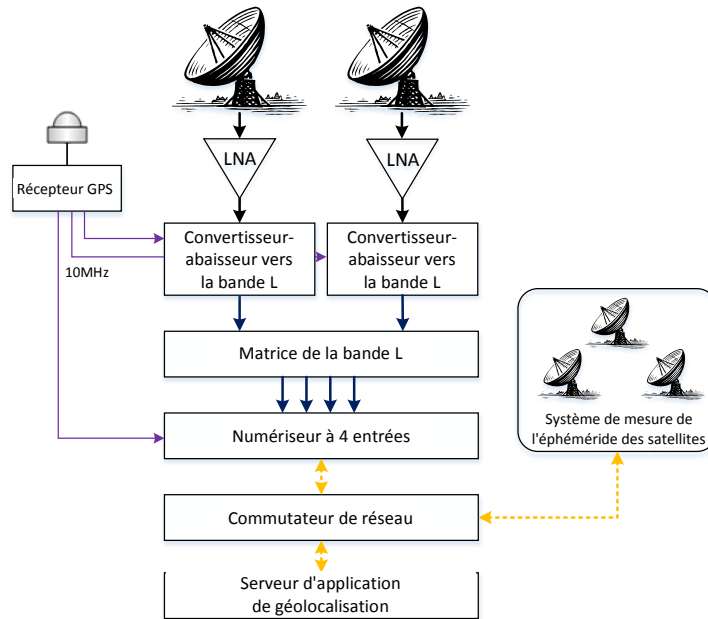 LNA
LNA
Récepteur GPS
10MHz
Convertisseur-
abaisseur vers
la bande L
Convertisseur-
abaisseur vers
la bande L
Matrice de la bande L
Numériseur à 4 entrées
Système de mesure de
l'éphéméride des satellites
Commutateur de réseau
Serveur d'application
de géolocalisation